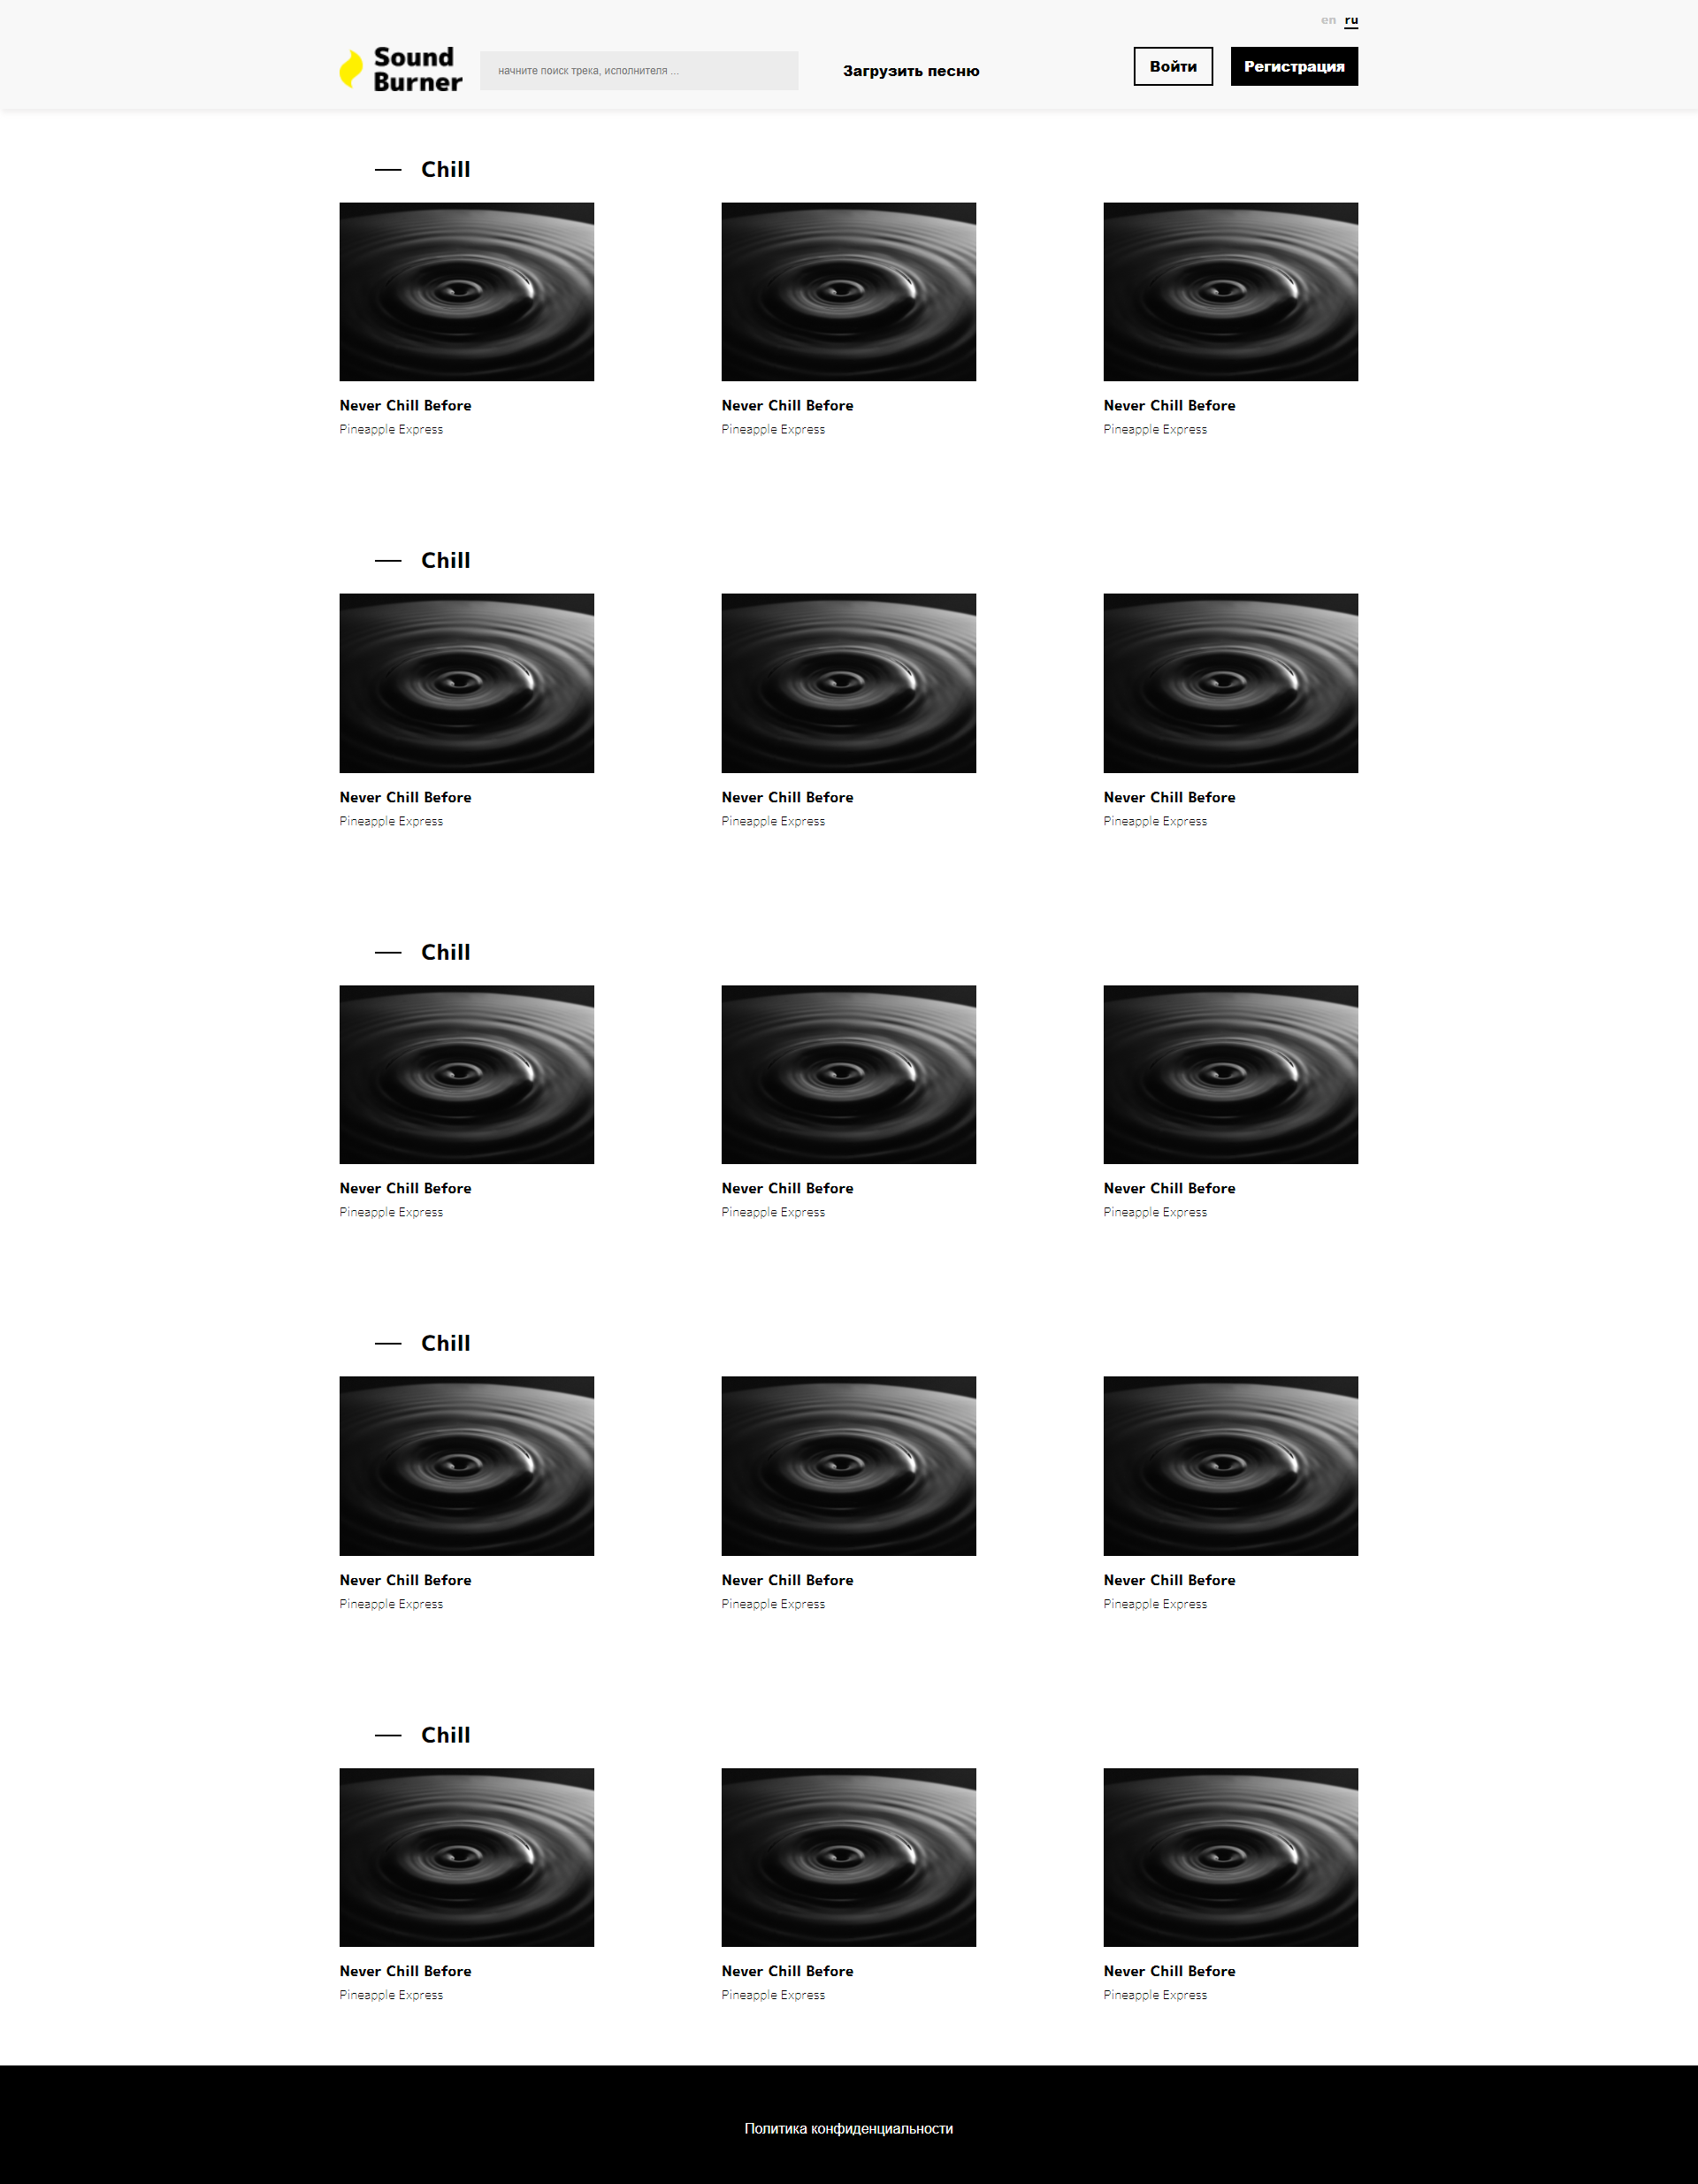 en ru
Sound
Burner
начните поиск трека, исполнителя ...
Загрузить песню
Войти
Регистрация
Chill
Never Chill Before
Never Chill Before
Never Chill Before
Pineapple Express
Pineapple Express
Pineapple Express
Chill
Never Chill Before
Never Chill Before
Never Chill Before
Pineapple Express
Pineapple Express
Pineapple Express
Chill
Never Chill Before
Never Chill Before
Never Chill Before
Pineapple Express
Pineapple Express
Pineapple Express
Chill
Never Chill Before
Never Chill Before
Never Chill Before
Pineapple Express
Pineapple Express
Pineapple Express
Chill
Never Chill Before
Never Chill Before
Never Chill Before
Pineapple Express
Pineapple Express
Pineapple Express
Политика конфиденциальности